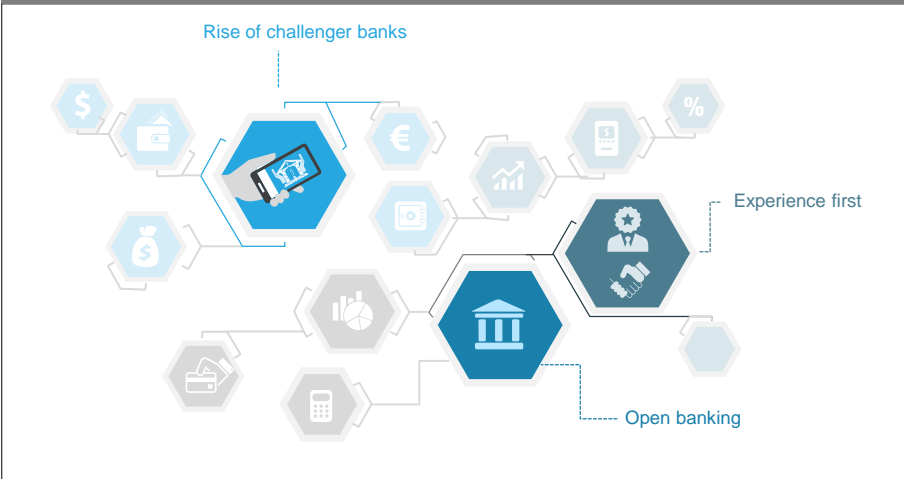 Rise of challenger banks
$
€
%
$
Experience first
$
Open banking